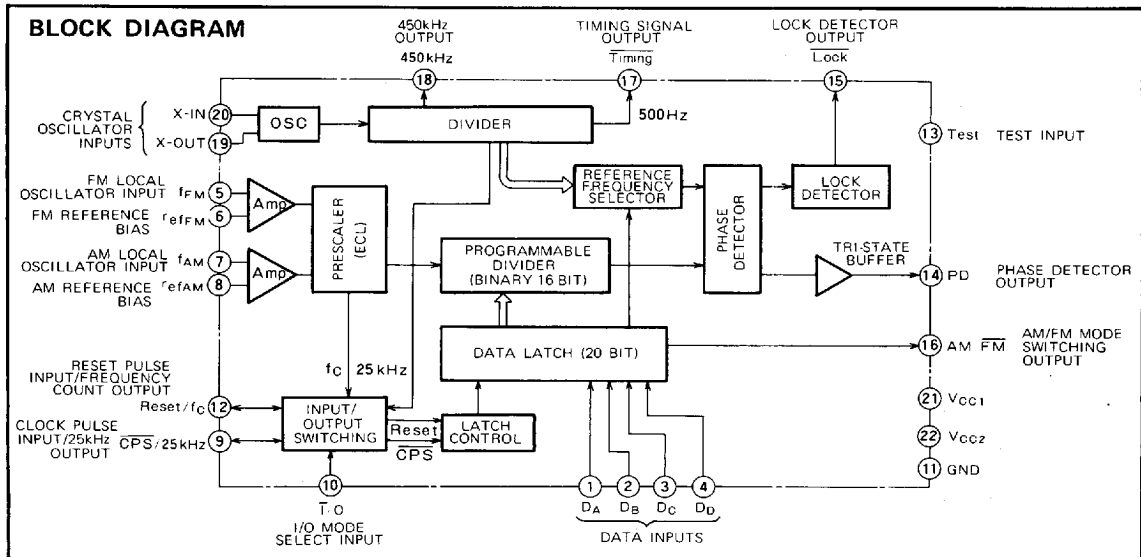 BLOCK DIAGRAM
450kHz
OUTPUT
450kHz
18
TIMING SIGNAL
OUTPUT
Timing
17
LOCK DETECTOR
OUTPUT
Lock
15
CRYSTAL
OSCILLATOR
INPUTS
20
X-IN
X-OUT
19
OSC
DIVIDER
500Hz
13
Test
TEST INPUT
FM LOCAL
OSCILLATOR INPUT
fFM
5
FM REFERENCE
BIAS
refFM
6
Amp
AM LOCAL
OSCILLATOR INPUT
fAM
7
AM REFERENCE
BIAS
refAM
8
Amp
PRESCALER
(ECL)
REFERENCE
FREQUENCY
SELECTOR
PHASE
DETECTOR
LOCK
DETECTOR
PROGRAMMABLE
DIVIDER
(BINARY 16 BIT)
TRI-STATE
BUFFER
14
PD
PHASE DETECTOR
OUTPUT
DATA LATCH (20 BIT)
16
AM FM
AM/FM MODE
SWITCHING
OUTPUT
fC
25 kHz
RESET PULSE
INPUT/FREQUENCY
COUNT OUTPUT
Reset/fC
12
CLOCK PULSE
INPUT/25kHz
OUTPUT
CPS/25kHz
9
INPUT/
OUTPUT
SWITCHING
Reset
CPS
LATCH
CONTROL
21
VCC1
22
VCC2
11
GND
10
I/O MODE
SELECT INPUT
1
2
3
4
DA
DB
DC
DD
DATA INPUTS